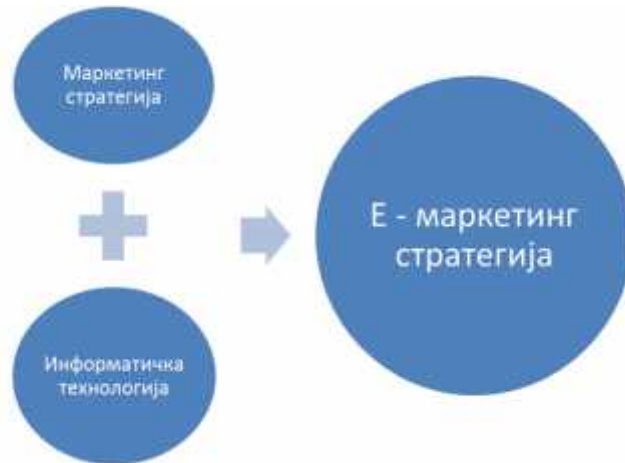 Маркетинг
стратегија
Е - маркетинг
стратегија
Информатичка
технологија